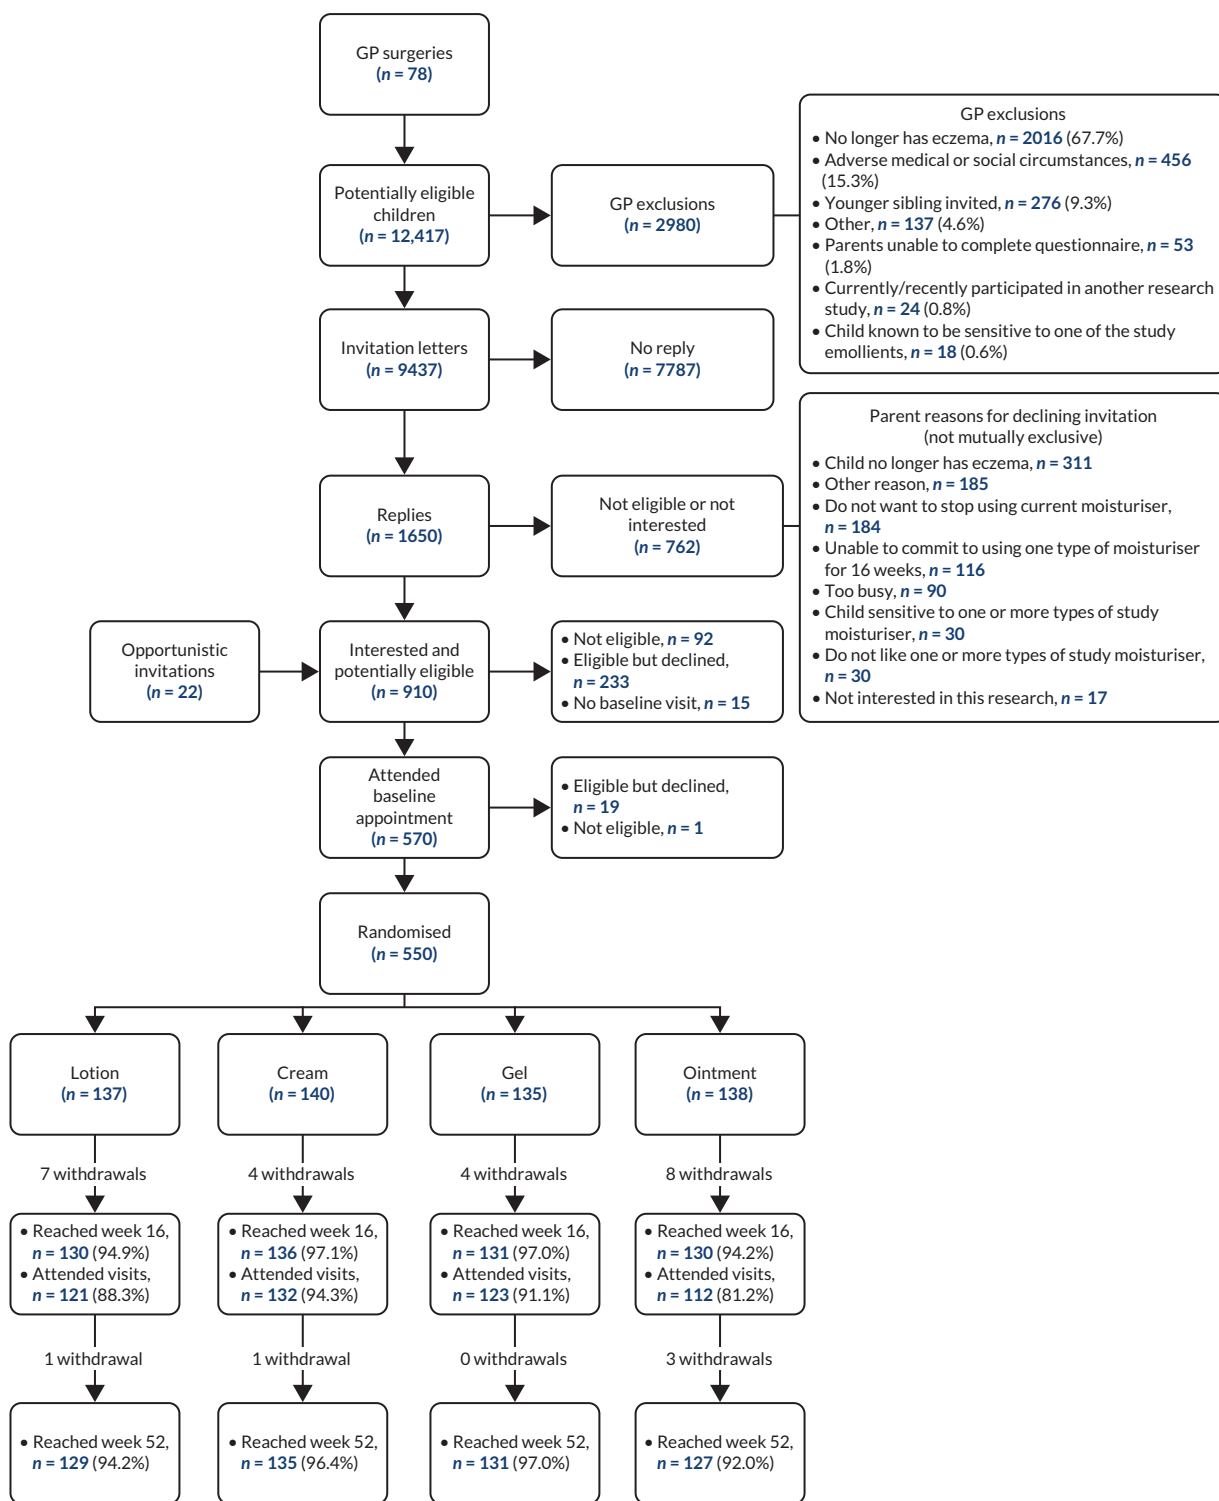 GP surgeries
(n = 78)
Potentially eligible
children
(n = 12,417)
GP exclusions
(n = 2980)
GP exclusions
• No longer has eczema, n = 2016 (67.7%)
• Adverse medical or social circumstances, n = 456
(15.3%)
• Younger sibling invited, n = 276 (9.3%)
• Other, n = 137 (4.6%)
• Parents unable to complete questionnaire, n = 53
(1.8%)
• Currently/recently participated in another research
study, n = 24 (0.8%)
• Child known to be sensitive to one of the study
emollients, n = 18 (0.6%)
Invitation letters
(n = 9437)
No reply
(n = 7787)
Replies
(n = 1650)
Not eligible or not
interested
(n = 762)
Parent reasons for declining invitation
(not mutually exclusive)
• Child no longer has eczema, n = 311
• Other reason, n = 185
• Do not want to stop using current moisturiser,
n = 184
• Unable to commit to using one type of moisturiser
for 16 weeks, n = 116
• Too busy, n = 90
• Child sensitive to one or more types of study
moisturiser, n = 30
• Do not like one or more types of study moisturiser,
n = 30
• Not interested in this research, n = 17
Opportunistic
invitations
(n = 22)
Interested and
potentially eligible
(n = 910)
• Not eligible, n = 92
• Eligible but declined,
n = 233
• No baseline visit, n = 15
Attended
baseline
appointment
(n = 570)
• Eligible but declined,
n = 19
• Not eligible, n = 1
Randomised
(n = 550)
Lotion
(n = 137)
Cream
(n = 140)
Gel
(n = 135)
Ointment
(n = 138)
7 withdrawals
4 withdrawals
4 withdrawals
8 withdrawals
• Reached week 16,
n = 130 (94.9%)
• Attended visits,
n = 121 (88.3%)
• Reached week 16,
n = 136 (97.1%)
• Attended visits,
n = 132 (94.3%)
• Reached week 16,
n = 131 (97.0%)
• Attended visits,
n = 123 (91.1%)
• Reached week 16,
n = 130 (94.2%)
• Attended visits,
n = 112 (81.2%)
1 withdrawal
1 withdrawal
0 withdrawals
3 withdrawals
• Reached week 52,
n = 129 (94.2%)
• Reached week 52,
n = 135 (96.4%)
• Reached week 52,
n = 131 (97.0%)
• Reached week 52,
n = 127 (92.0%)